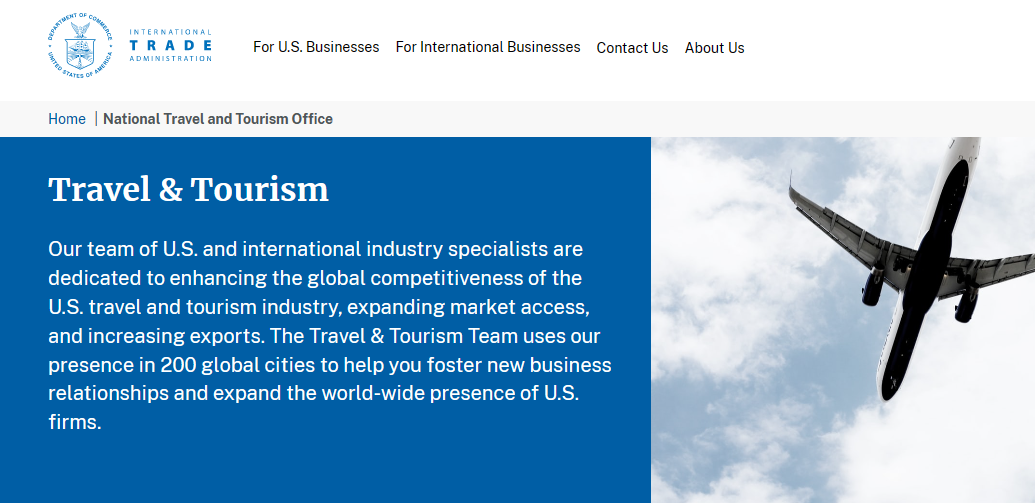 DEPARTMENT OF COMMERCE
UNITED STATES OF AMERICA
INTERNATIONAL
TRADE
ADMINISTRATION
For U.S. Businesses
For International Businesses
Contact Us
About Us
Home | National Travel and Tourism Office
Travel & Tourism
Our team of U.S. and international industry specialists are
dedicated to enhancing the global competitiveness of the
U.S. travel and tourism industry, expanding market access,
and increasing exports. The Travel & Tourism Team uses our
presence in 200 global cities to help you foster new business
relationships and expand the world-wide presence of U.S.
firms.